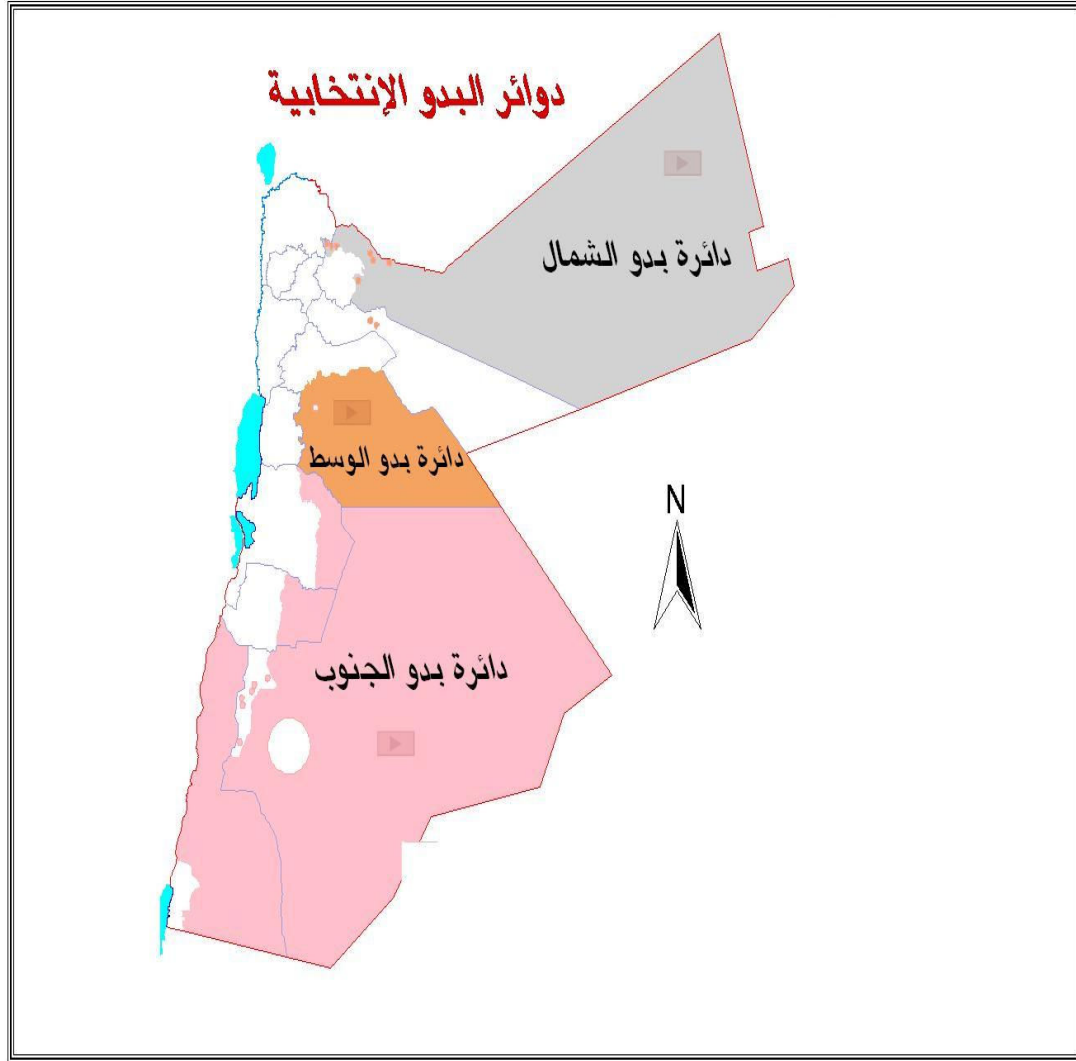 دوائر البدو الإنتخابية
دائرة بدو الشمال
دائرة بدو الوسط
N
دائرة بدو الجنوب